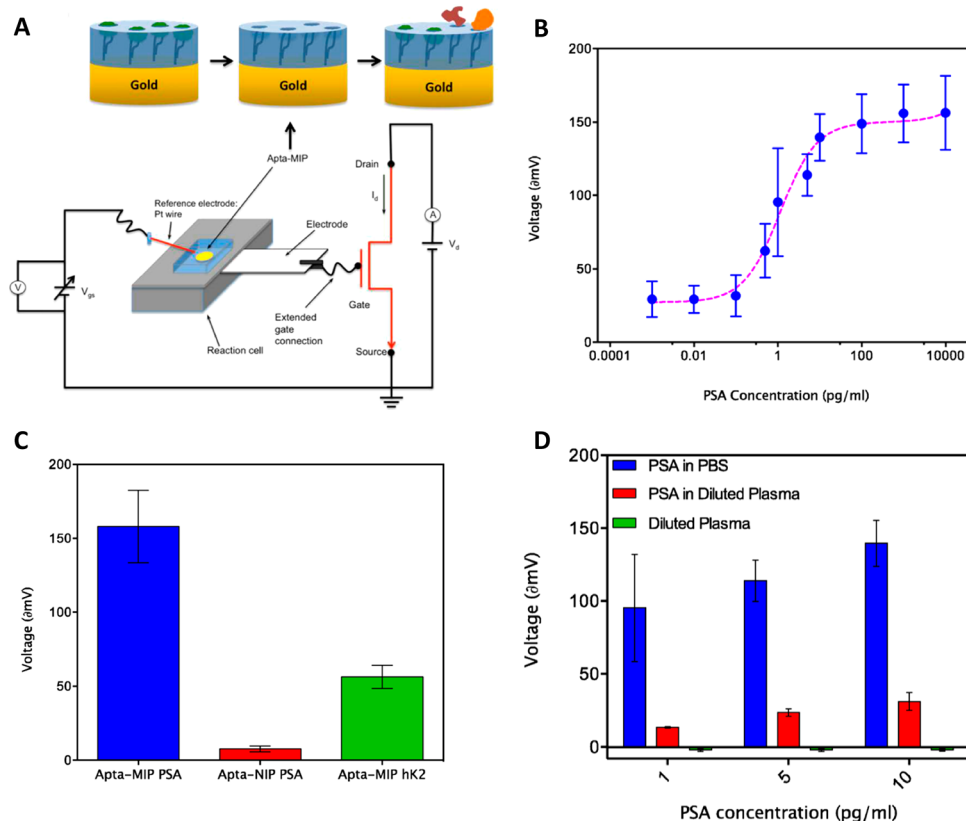 A
Gold
Gold
Gold
Apta-MIP
Reference electrode:
Pt wire
Electrode
Drain
I_d
A
V_d
V
V_gs
Gate
Extended
gate
connection
Reaction cell
Source
B
200
150
100
50
0
Voltage (∂mV)
0.0001
0.01
1
100
10000
PSA Concentration (pg/ml)
C
200
150
100
50
0
Voltage (∂mV)
Apta-MIP PSA
Apta-NIP PSA
Apta-MIP hK2
D
PSA in PBS
PSA in Diluted Plasma
Diluted Plasma
200
150
100
50
0
Voltage (∂mV)
1
5
10
PSA concentration (pg/ml)